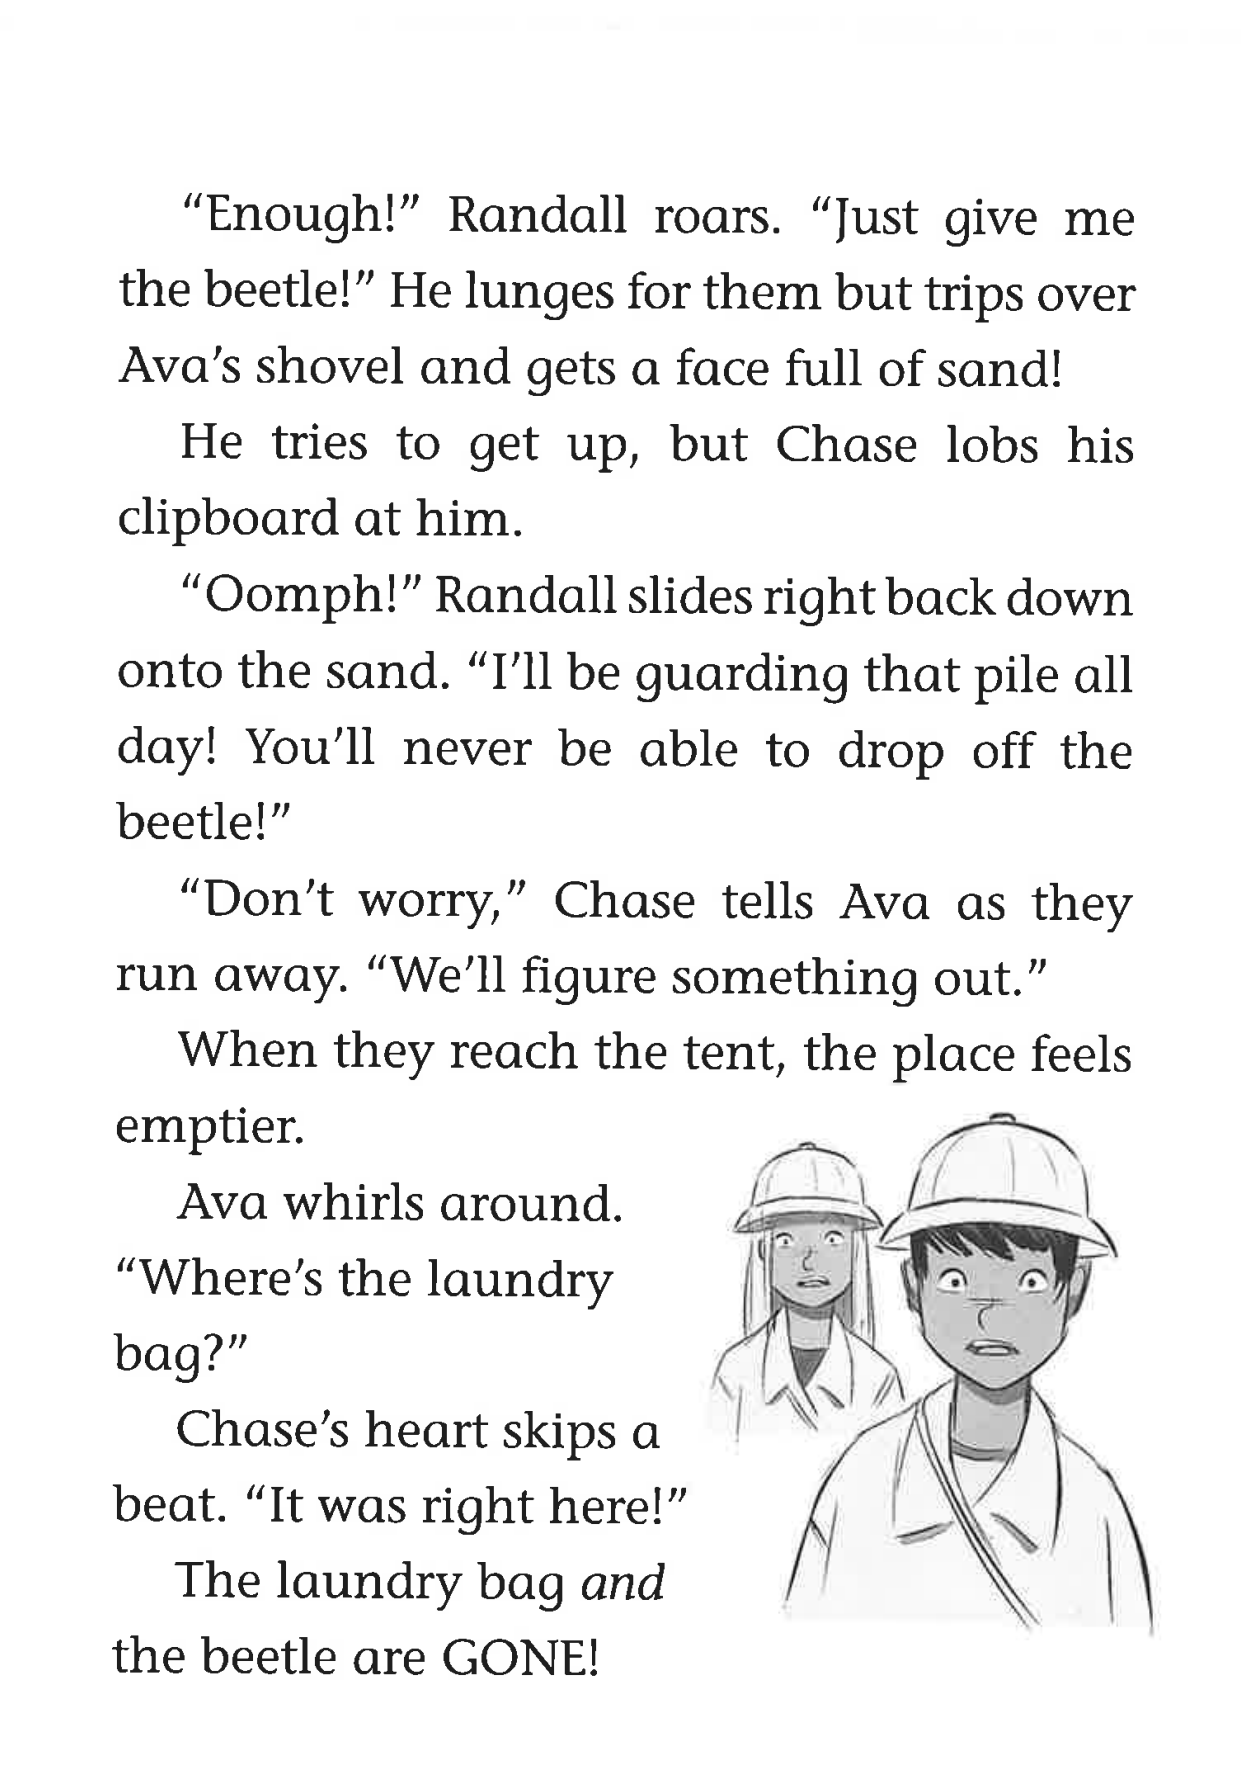 “Enough!” Randall roars. “Just give me
the beetle!” He lunges for them but trips over
Ava’s shovel and gets a face full of sand!
He tries to get up, but Chase lobs his
clipboard at him.
“Oomph!” Randall slides right back down
onto the sand. “I’ll be guarding that pile all
day! You’ll never be able to drop off the
beetle!”
“Don’t worry,” Chase tells Ava as they
run away. “We’ll figure something out.”
When they reach the tent, the place feels
emptier.
Ava whirls around.
“Where’s the laundry
bag?”
Chase’s heart skips a
beat. “It was right here!”
The laundry bag and
the beetle are GONE!